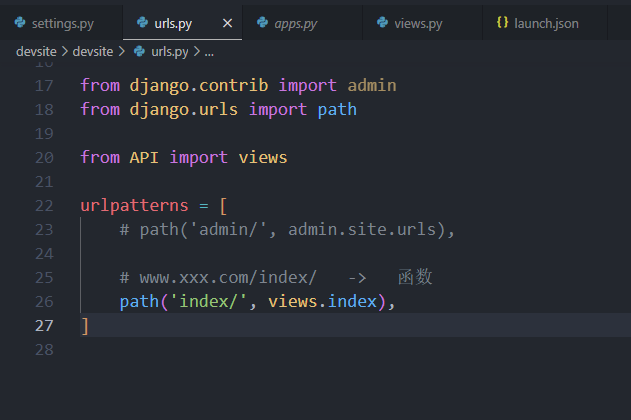 settings.py urls.py × apps.py views.py {} launch.json
devsite > devsite > urls.py > ...
16
17 from django.contrib import admin
18 from django.urls import path
19
20 from API import views
21
22 urlpatterns = [
23 # path('admin/', admin.site.urls),
24
25 # www.xxx.com/index/ -> 函数
26 path('index/', views.index),
27 ]
28